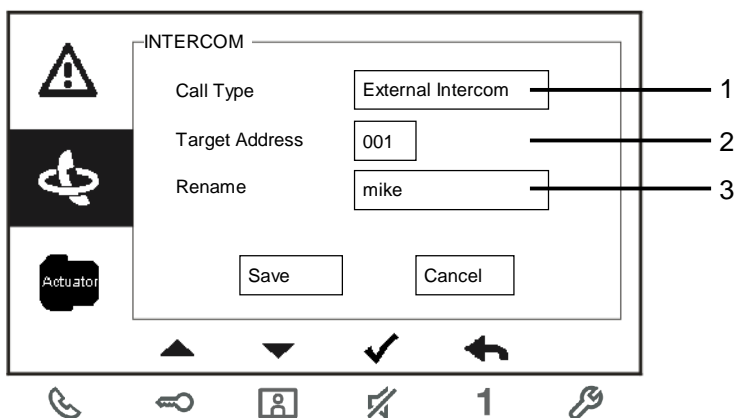 INTERCOM
Call Type External Intercom 1
Target Address 001 2
Rename mike 3
Actuator Save Cancel
1